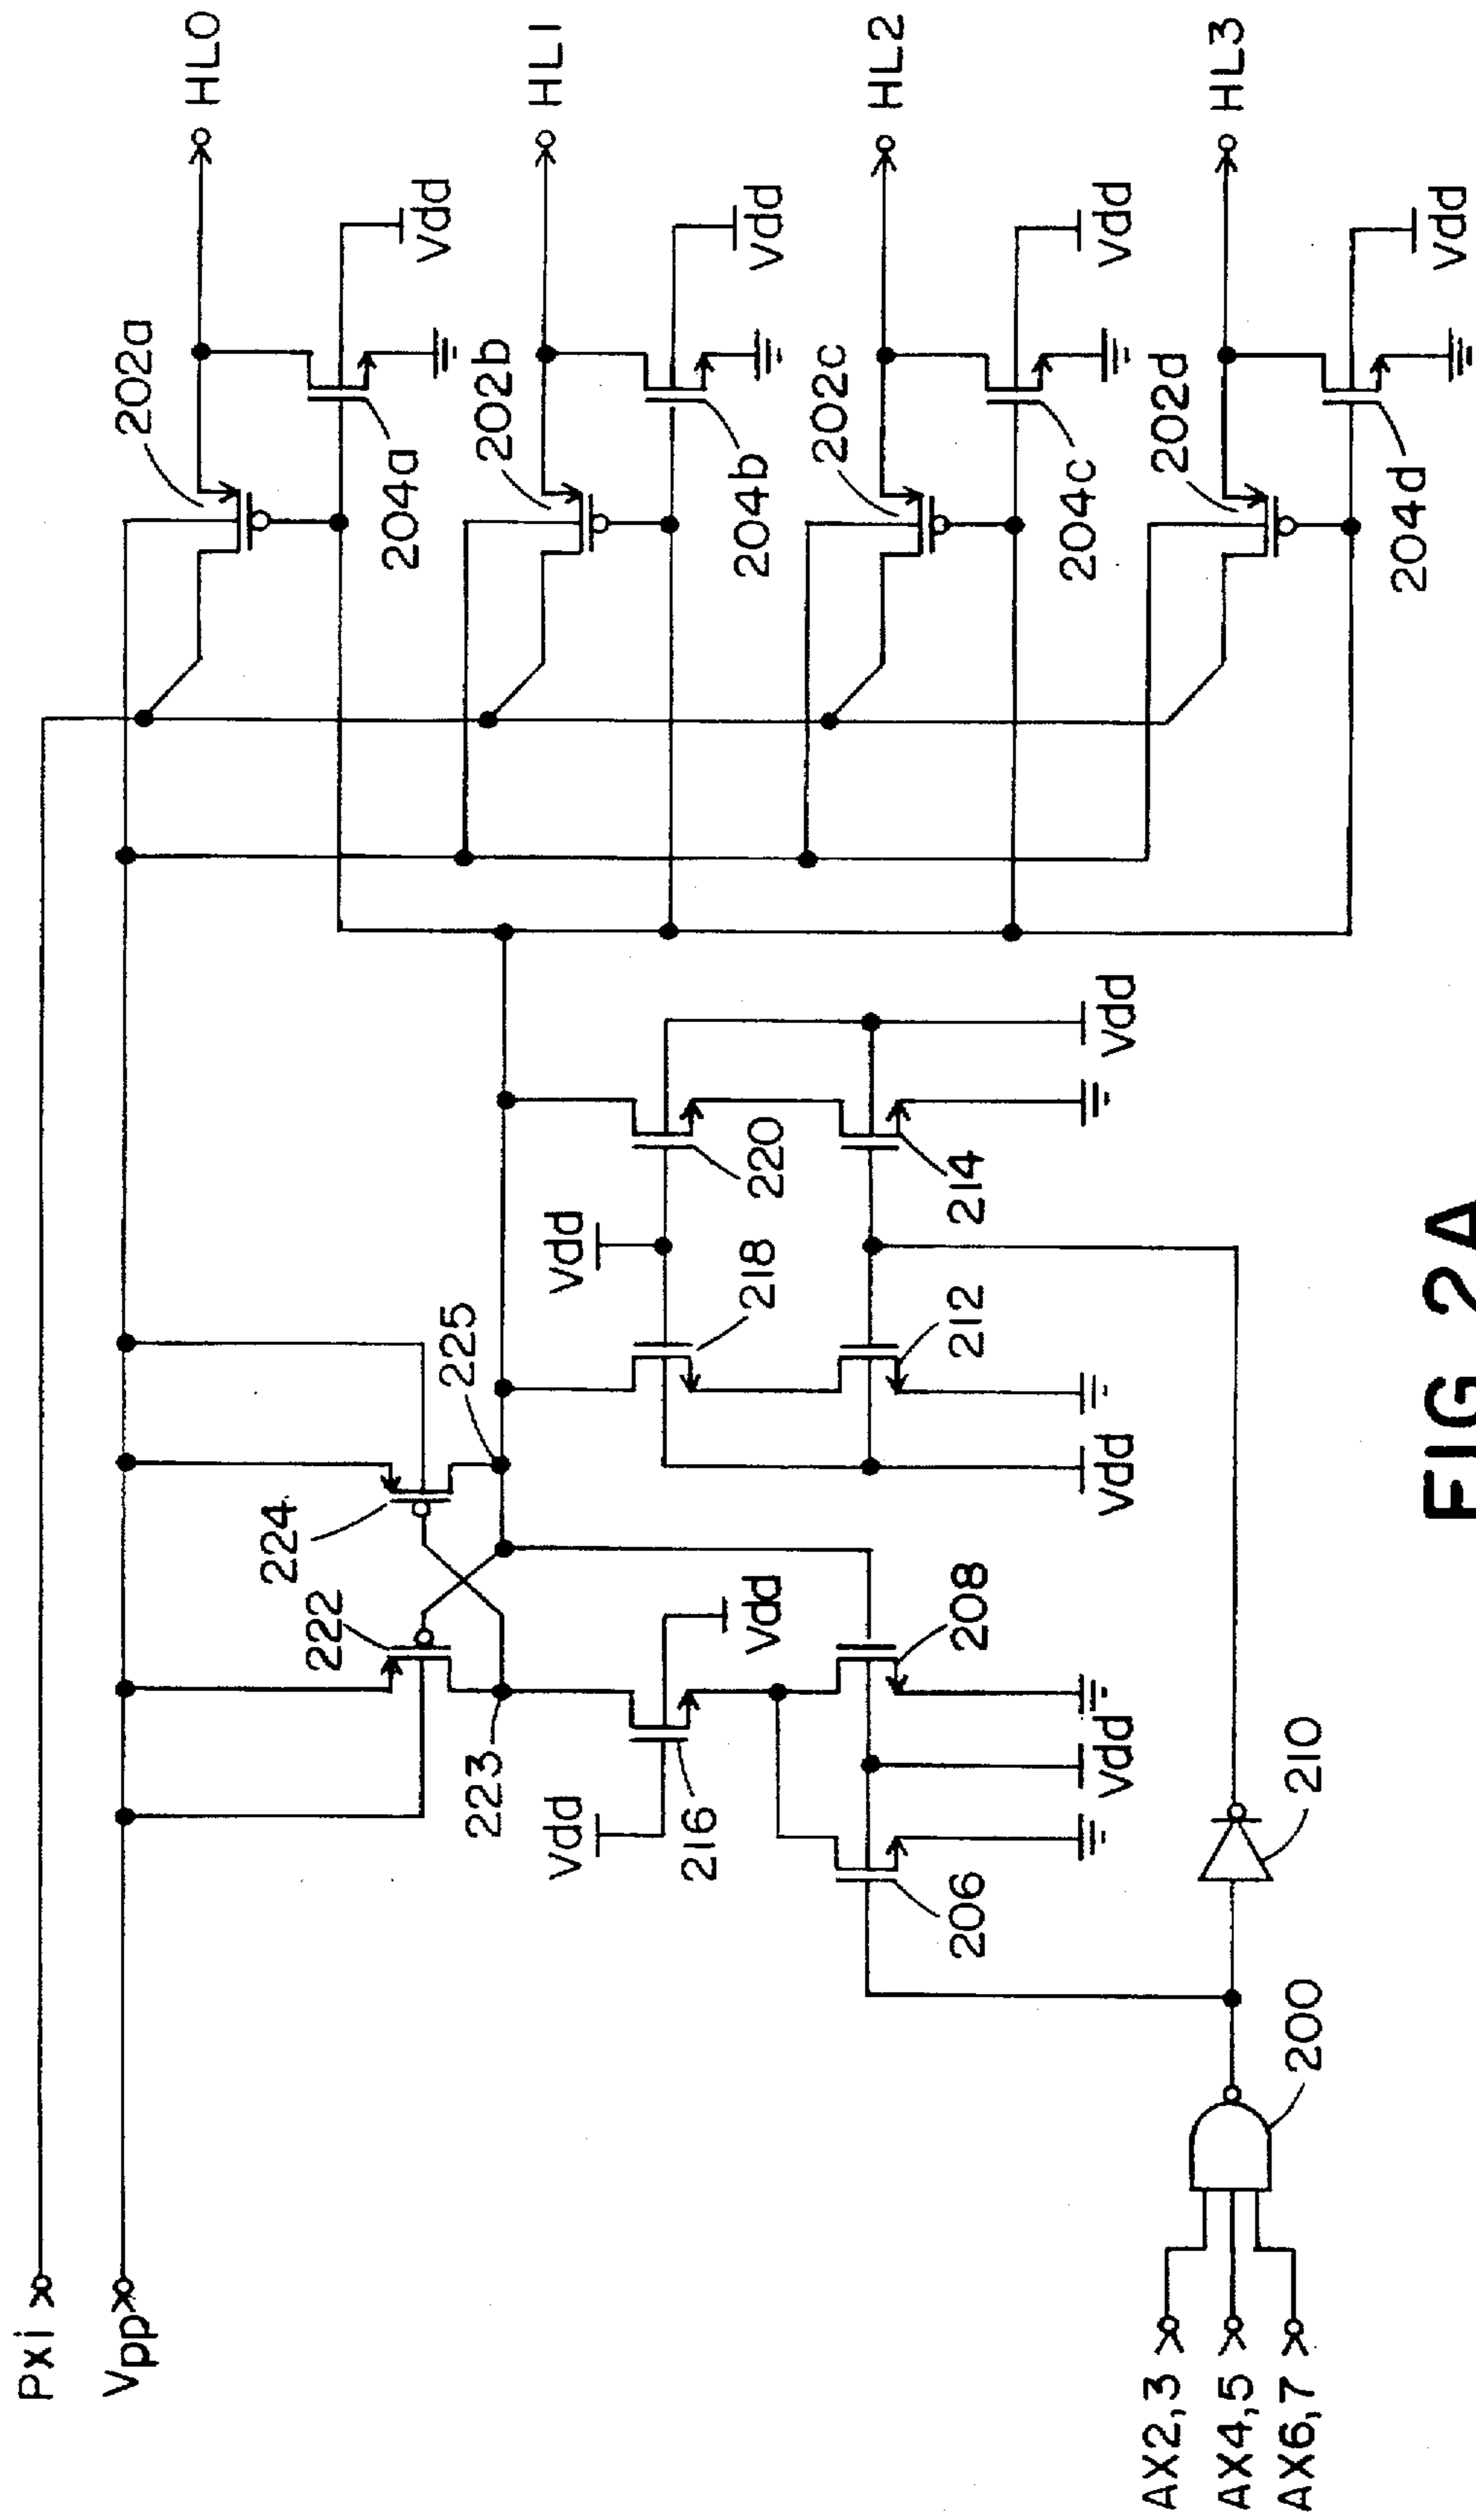 Pxi
Vpp
HL0
202a
Vdd
204a
HL1
202b
Vdd
204b
HL2
202c
Vdd
204c
HL3
202d
Vdd
204d
222
224
223
225
Vdd
216
Vdd
206
Vdd
208
Vdd
218
220
212
214
Vdd
Vdd
AX2,3
AX4,5
AX6,7
200
210
FIG 2A